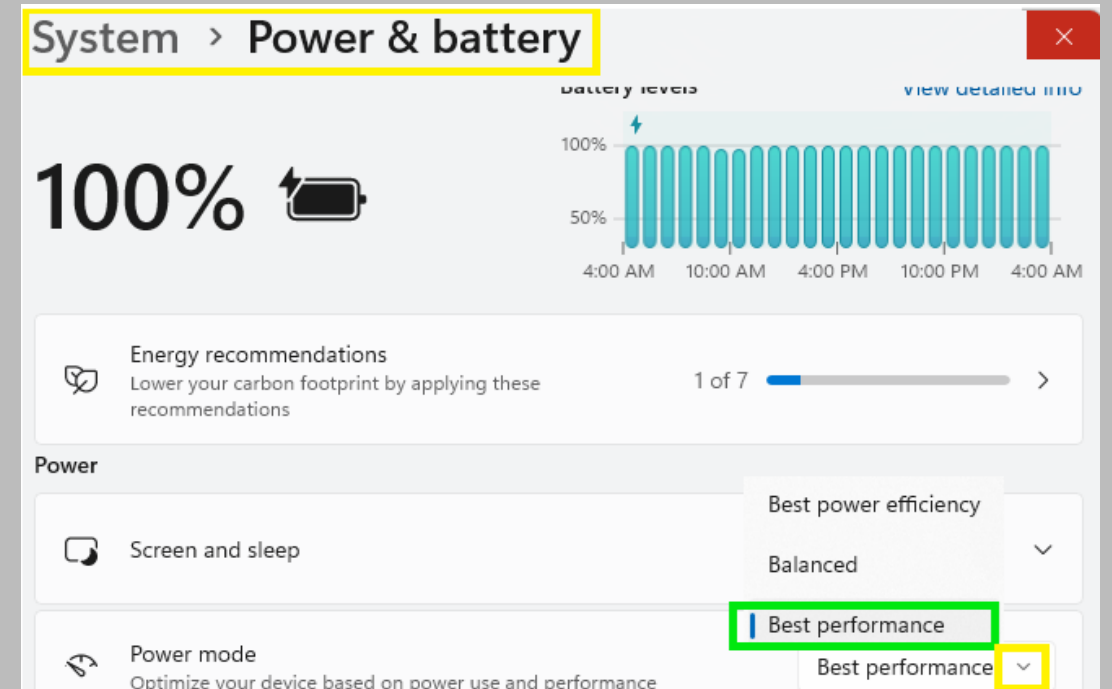 System > Power & battery
Battery levels View detailed info
100%
100%
50%
4:00 AM 10:00 AM 4:00 PM 10:00 PM 4:00 AM
Energy recommendations
Lower your carbon footprint by applying these
recommendations
1 of 7
Power
Best power efficiency
Screen and sleep
Balanced
Best performance
Power mode
Best performance
Optimize your device based on power use and performance